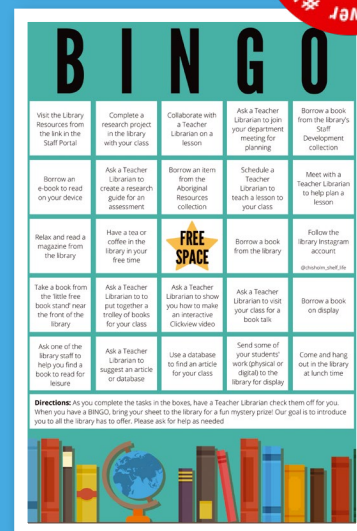 BINGO
Visit the Library
Resources from
the link in the
Staff Portal
Complete a
research project
in the library
with your class
Collaborate with
a Teacher
Librarian on a
lesson
Ask a Teacher
Librarian to join
your department
meeting for
planning
Borrow a book
from the library's
Staff
Development
collection
Borrow an
e-book to read
on your device
Ask a Teacher
Librarian to
create a research
guide for an
assessment
Borrow an item
from the
Aboriginal
Resources
collection
Schedule a
Teacher
Librarian to
teach a lesson to
your class
Meet with a
Teacher Librarian
to help plan a
lesson
Relax and read a
magazine from
the library
Have a tea or
coffee in the
library in your
free time
FREE
SPACE
Borrow a book
from the library
Follow the
library Instagram
account
@chisholm_shelf_life
Take a book from
the 'little free
book stand' near
the front of the
library
Ask a Teacher
Librarian to to
put together a
trolley of books
for your class
Ask a Teacher
Librarian to show
you how to make
an interactive
Clickview video
Ask a Teacher
Librarian to visit
your class for a
book talk
Borrow a book
on display
Ask one of the
library staff to
help you find a
book to read for
leisure
Ask a Teacher
Librarian to
suggest an article
or database
Use a database
to find an article
for your class
Send some of
your students'
work (physical or
digital) to the
library for display
Come and hang
out in the library
at lunch time
Directions: As you complete the tasks in the boxes, have a Teacher Librarian check them off for you.
When you have a BINGO, bring your sheet to the library for a fun mystery prize! Our goal is to introduce
you to all the library has to offer. Please ask for help as needed